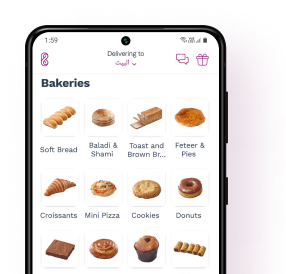 1:59
Delivering to
البيت
Bakeries
Soft Bread
Baladi &
Shami
Toast and
Brown Br...
Feteer &
Pies
Croissants
Mini Pizza
Cookies
Donuts